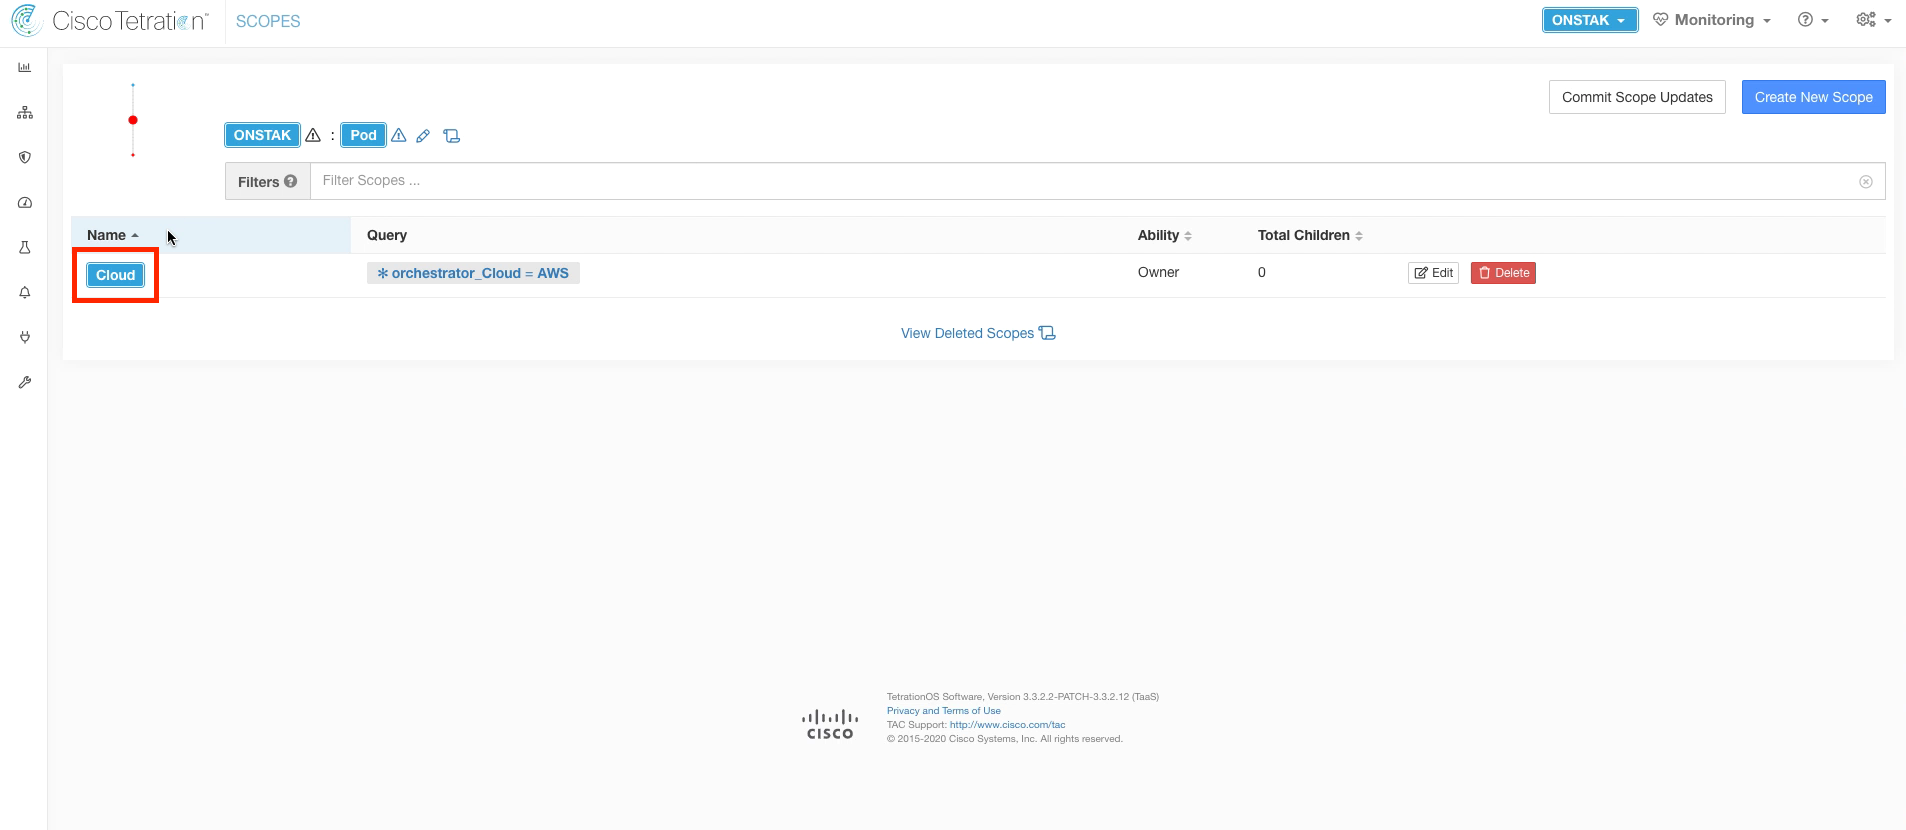 Cisco Tetration™ SCOPES ONSTAK Monitoring
Commit Scope Updates Create New Scope
ONSTAK : Pod
Filters Filter Scopes ...
Name Query Ability Total Children
Cloud * orchestrator_Cloud = AWS Owner 0 Edit Delete
View Deleted Scopes
TetrationOS Software, Version 3.3.2.2-PATCH-3.3.2.12 (TaaS)
Privacy and Terms of Use
TAC Support: http://www.cisco.com/tac
© 2015-2020 Cisco Systems, Inc. All rights reserved.
CISCO